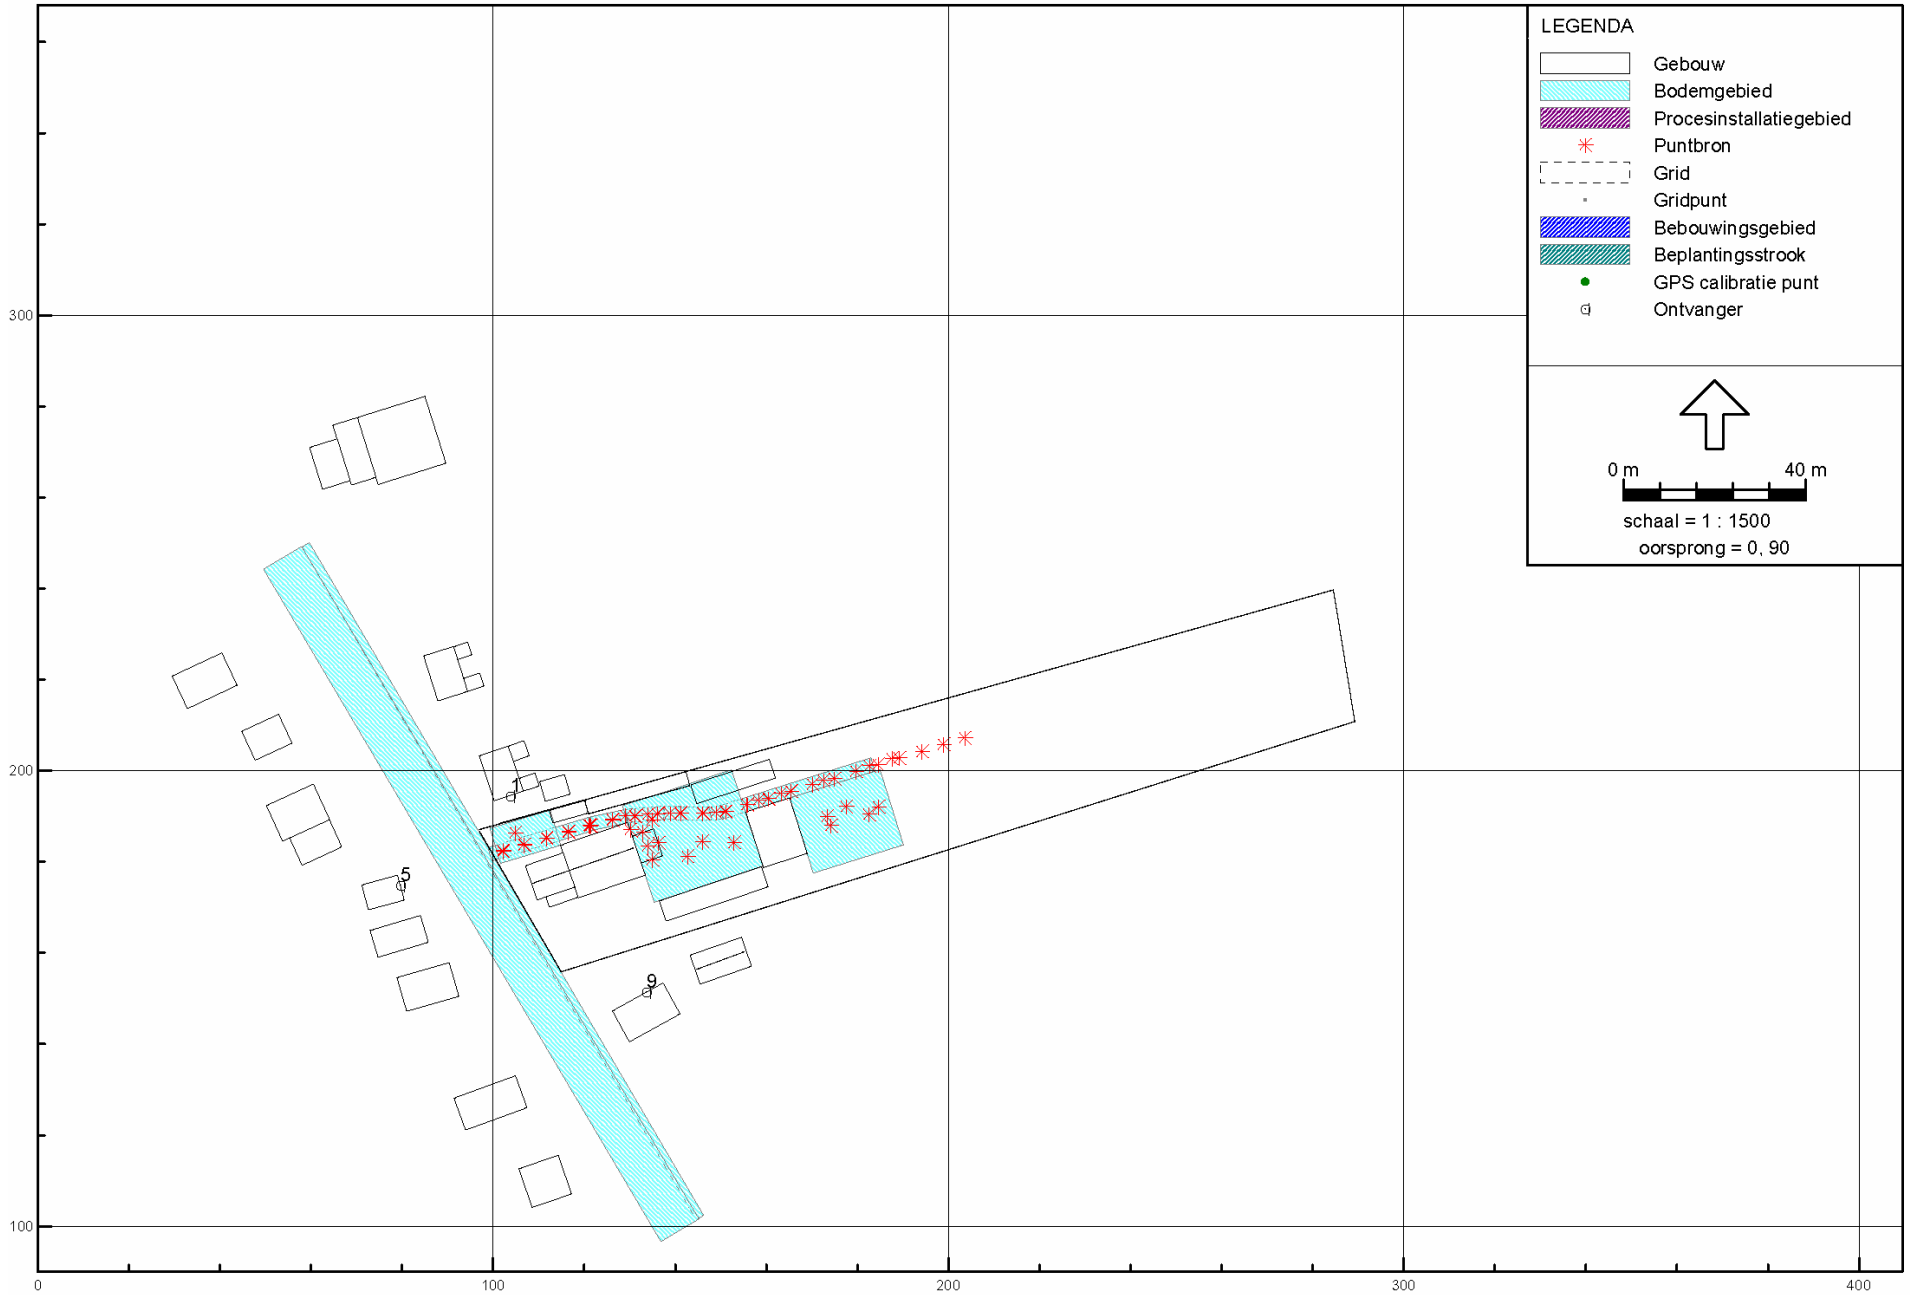 LEGENDA
Gebouw
Bodemgebied
Procesinstallatiegebied
Puntbron
Grid
Gridpunt
Bebouwingsgebied
Beplantingsstrook
GPS calibratie punt
Ontvanger
0 m 40 m
schaal = 1 : 1500
oorsprong = 0, 90
300
200
1
5
9
100
0 100 200 300 400